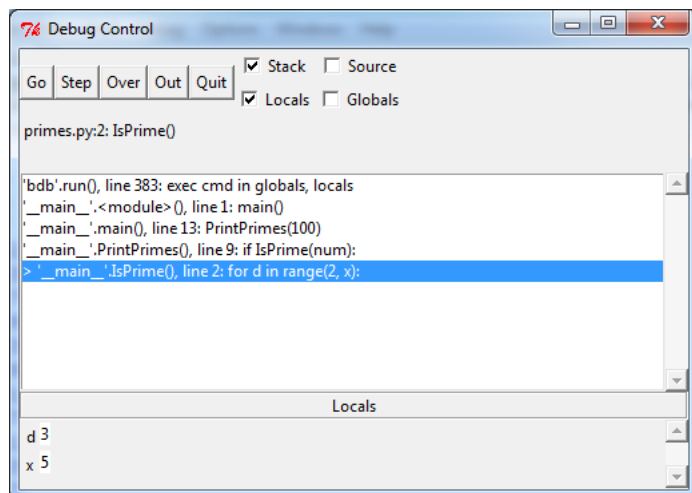 Debug Control
Go Step Over Out Quit
Stack Source
Locals Globals
primes.py:2: IsPrime()
'bdb'.run(), line 383: exec cmd in globals, locals
'__main__'.<module>(), line 1: main()
'__main__'.main(), line 13: PrintPrimes(100)
'__main__'.PrintPrimes(), line 9: if IsPrime(num):
> '__main__'.IsPrime(), line 2: for d in range(2, x):
Locals
d 3
x 5